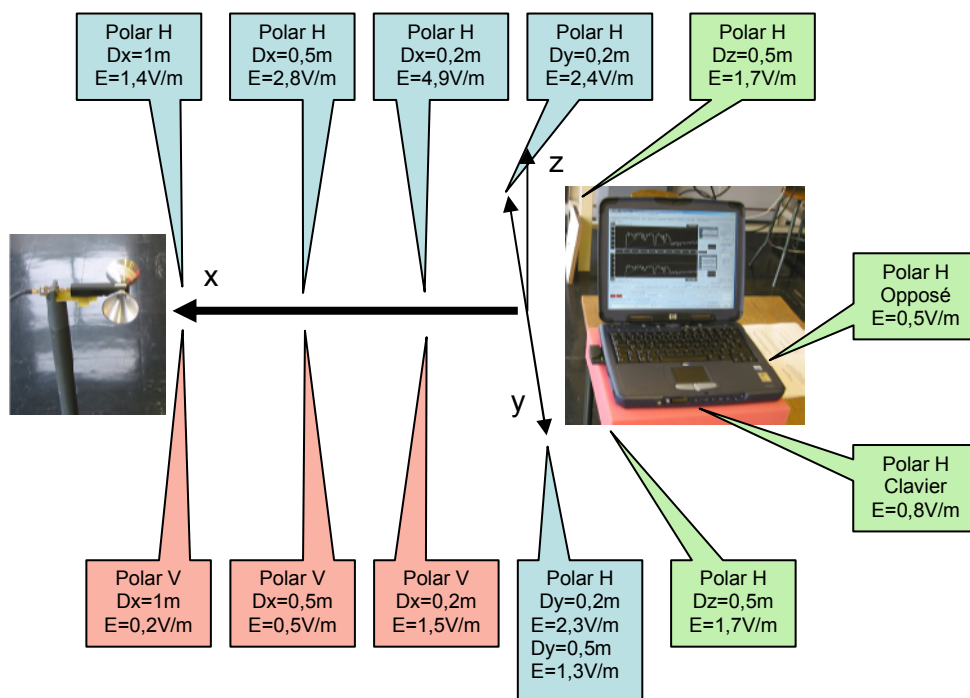 Polar H
Dx=1m
E=1,4V/m
Polar H
Dx=0,5m
E=2,8V/m
Polar H
Dx=0,2m
E=4,9V/m
Polar H
Dy=0,2m
E=2,4V/m
Polar H
Dz=0,5m
E=1,7V/m
z
x
y
Polar H
Opposé
E=0,5V/m
Polar H
Clavier
E=0,8V/m
Polar V
Dx=1m
E=0,2V/m
Polar V
Dx=0,5m
E=0,5V/m
Polar V
Dx=0,2m
E=1,5V/m
Polar H
Dy=0,2m
E=2,3V/m
Dy=0,5m
E=1,3V/m
Polar H
Dz=0,5m
E=1,7V/m